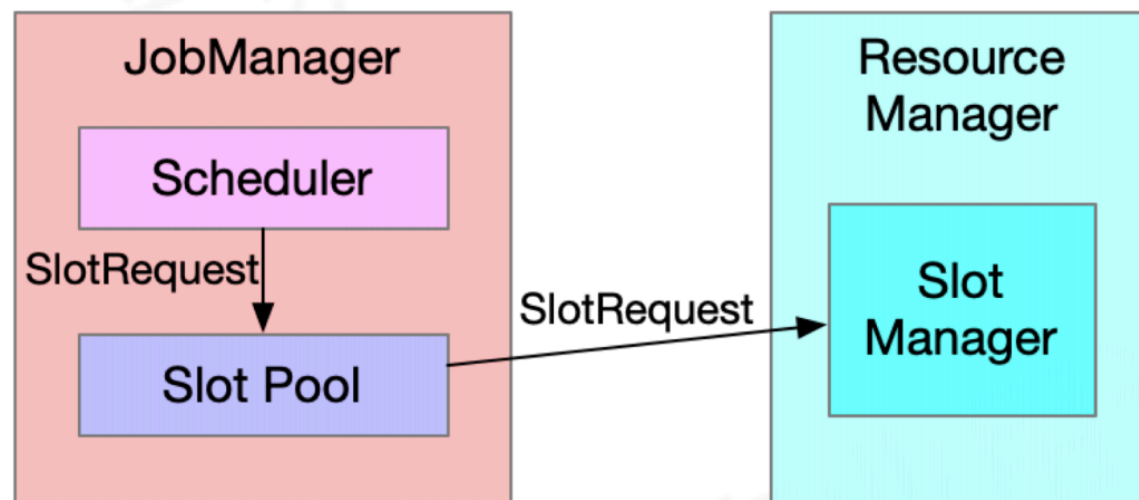 JobManager
Scheduler
SlotRequest
Slot Pool
SlotRequest
Resource
Manager
Slot
Manager